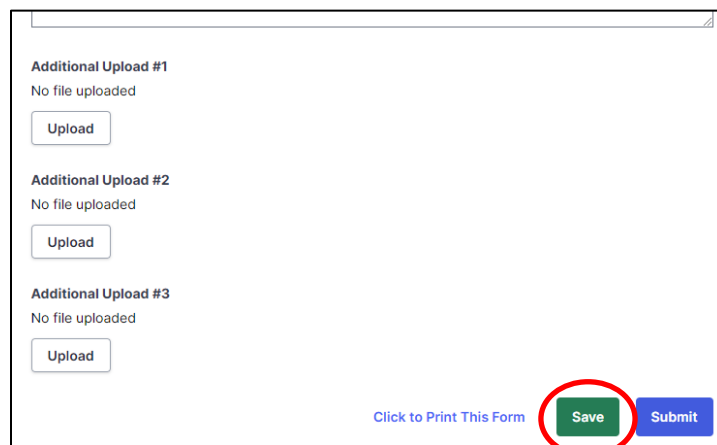 Additional Upload #1
No file uploaded
Upload
Additional Upload #2
No file uploaded
Upload
Additional Upload #3
No file uploaded
Upload
Click to Print This Form Save Submit